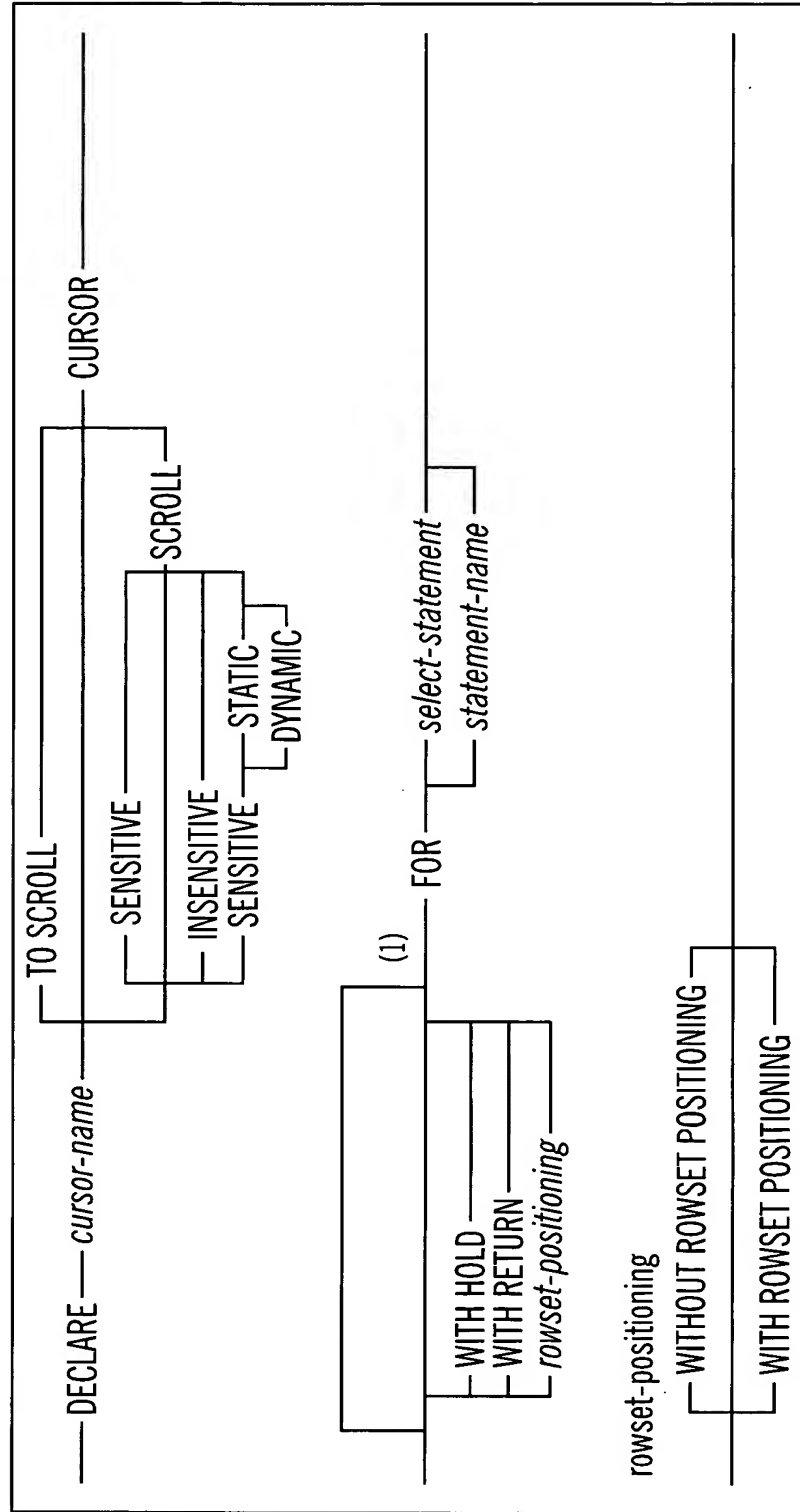 DECLARE cursor-name TO SCROLL CURSOR
SENSITIVE SCROLL
INSENSITIVE
SENSITIVE STATIC
DYNAMIC
(1)
FOR select-statement
WITH HOLD statement-name
WITH RETURN
rowset-positioning
rowset-positioning
WITHOUT ROWSET POSITIONING
WITH ROWSET POSITIONING